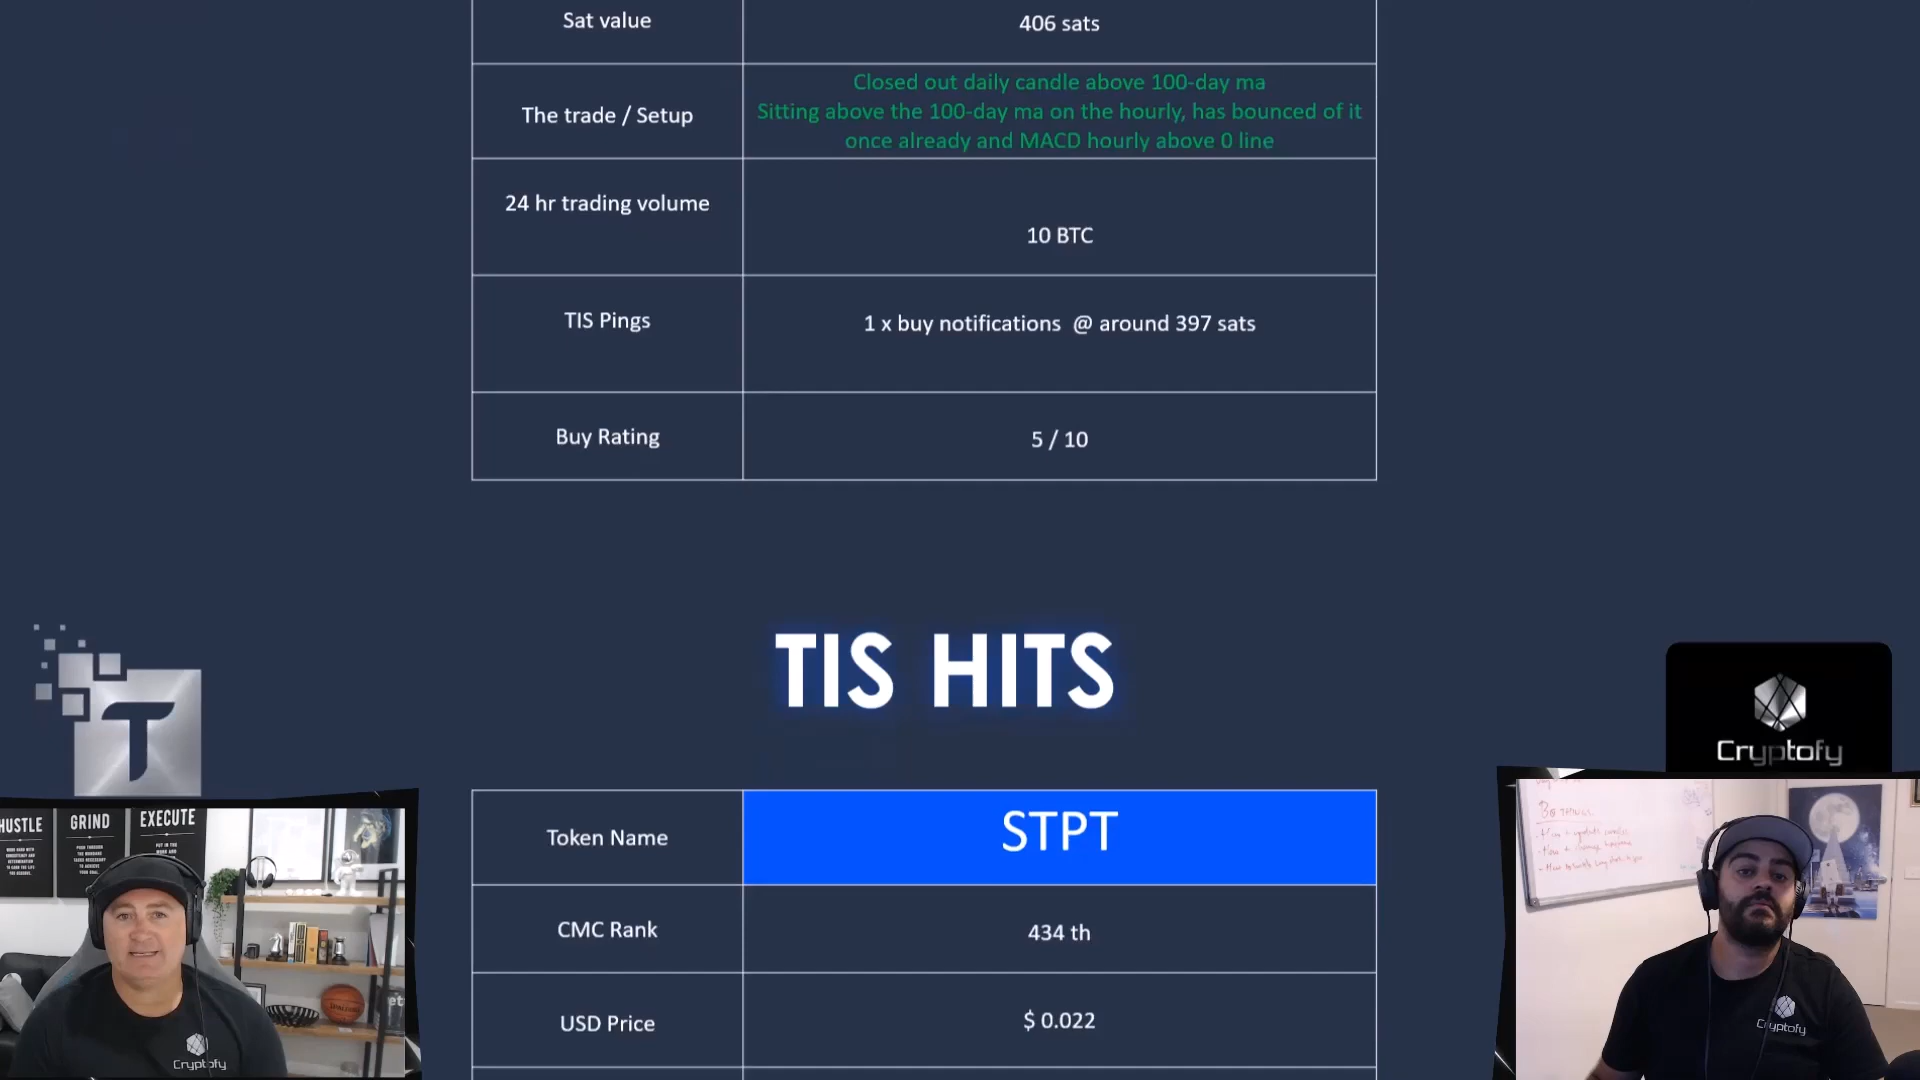 Sat value
406 sats
The trade / Setup
Closed out daily candle above 100-day ma
Sitting above the 100-day ma on the hourly, has bounced of it
once already and MACD hourly above 0 line
24 hr trading volume
10 BTC
TIS Pings
1 x buy notifications @ around 397 sats
Buy Rating
5 / 10
TIS HITS
T
Cryptofy
Token Name
STPT
CMC Rank
434 th
USD Price
$ 0.022
HUSTLE
GRIND
EXECUTE
Cryptofy
Cryptofy